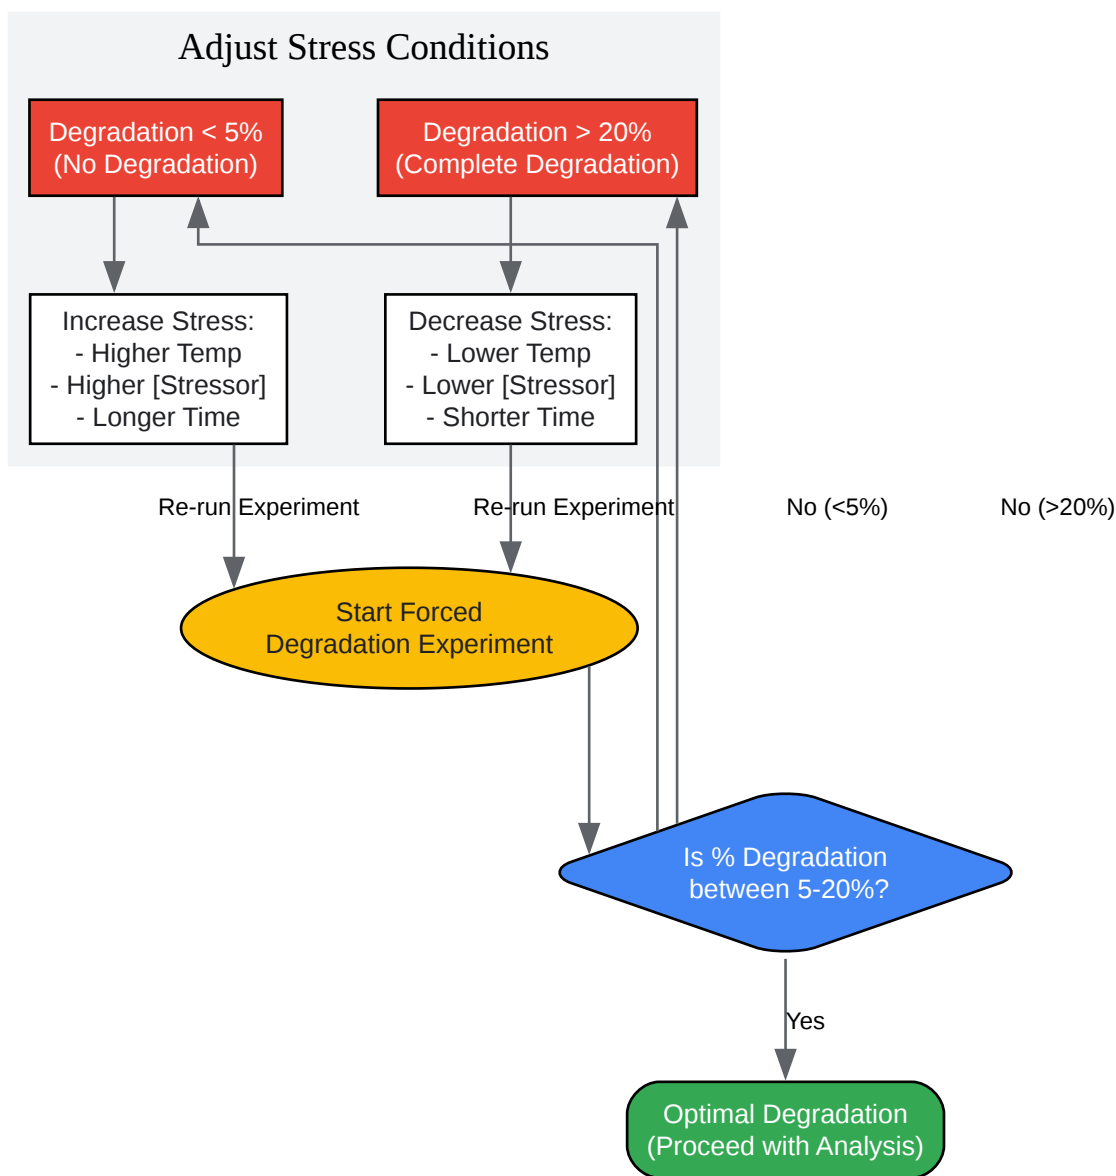 Adjust Stress Conditions
Degradation < 5%
(No Degradation)
Degradation > 20%
(Complete Degradation)
Increase Stress:
- Higher Temp
- Higher [Stressor]
- Longer Time
Decrease Stress:
- Lower Temp
- Lower [Stressor]
- Shorter Time
Re-run Experiment
Re-run Experiment
No (<5%)
No (>20%)
Start Forced
Degradation Experiment
Is % Degradation
between 5-20%?
Yes
Optimal Degradation
(Proceed with Analysis)